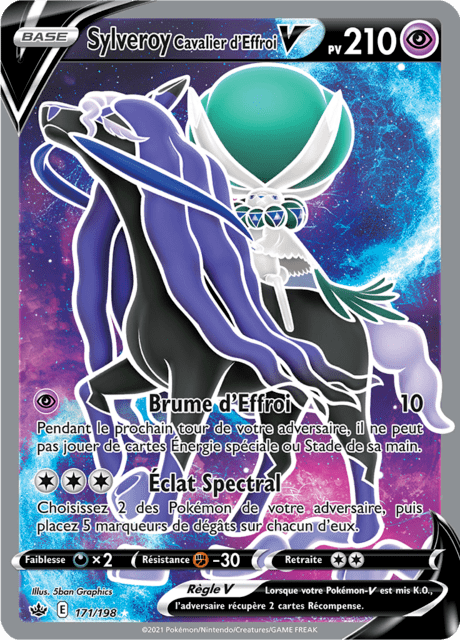 BASE Sylveroy Cavalier d'Effroi V PV 210
Brume d'Effroi 10
Pendant le prochain tour de votre adversaire, il ne peut
pas jouer de cartes Énergie spéciale ou Stade de sa main.
Éclat Spectral
Choisissez 2 des Pokémon de votre adversaire, puis
placez 5 marqueurs de dégâts sur chacun d'eux.
Faiblesse ×2 Résistance -30 Retraite
Illus. 5ban Graphics
Règle V Lorsque votre Pokémon-V est mis K.O.,
l'adversaire récupère 2 cartes Récompense.
E 171/198
©2021 Pokémon/Nintendo/Creatures/GAME FREAK